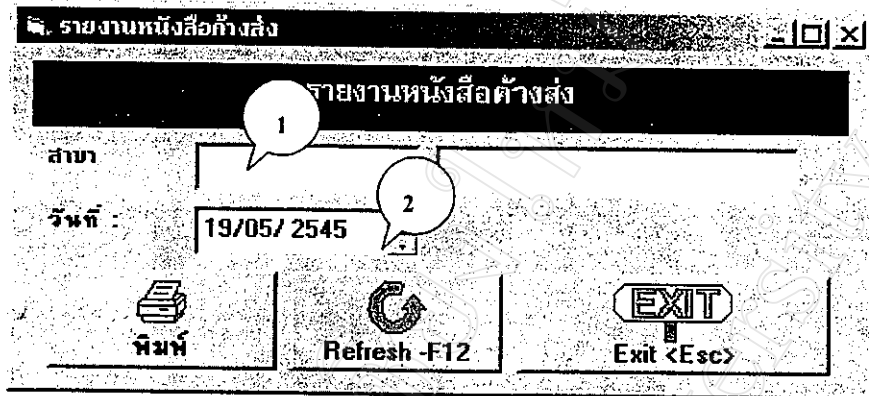 รายงานหนังสือค้างส่ง
รายงานหนังสือค้างส่ง
1
สาขา
2
วันที่ :
19/05/ 2545
EXIT
พิมพ์
Refresh -F12
Exit <Esc>